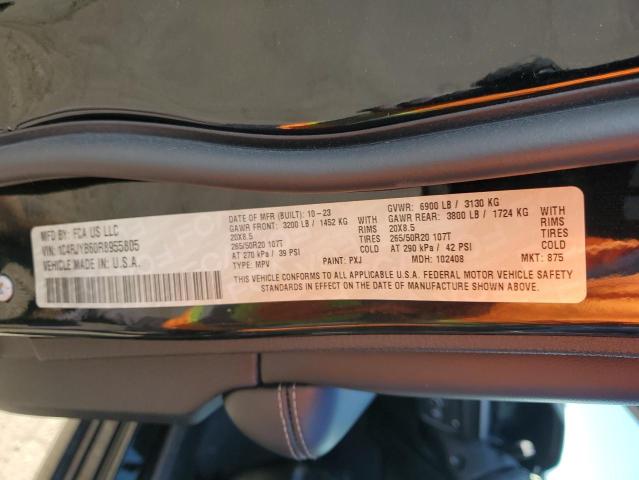 MFD BY: FCA US LLC
VIN: 1C4RJYB60R8955805
VEHICLE MADE IN: U.S.A.
DATE OF MFR (BUILT): 10-23
GAWR FRONT: 3200 LB / 1452 KG WITH
20X8.5 RIMS
265/50R20 107T TIRES
AT 270 kPa / 39 PSI COLD
TYPE: MPV PAINT: PXJ
GVWR: 6900 LB / 3130 KG
GAWR REAR: 3800 LB / 1724 KG WITH
20X8.5 RIMS
265/50R20 107T TIRES
AT 290 kPa / 42 PSI COLD
MDH: 102408 MKT: 875
THIS VEHICLE CONFORMS TO ALL APPLICABLE U.S.A. FEDERAL MOTOR VEHICLE SAFETY
STANDARDS IN EFFECT ON THE DATE OF MANUFACTURE SHOWN ABOVE.